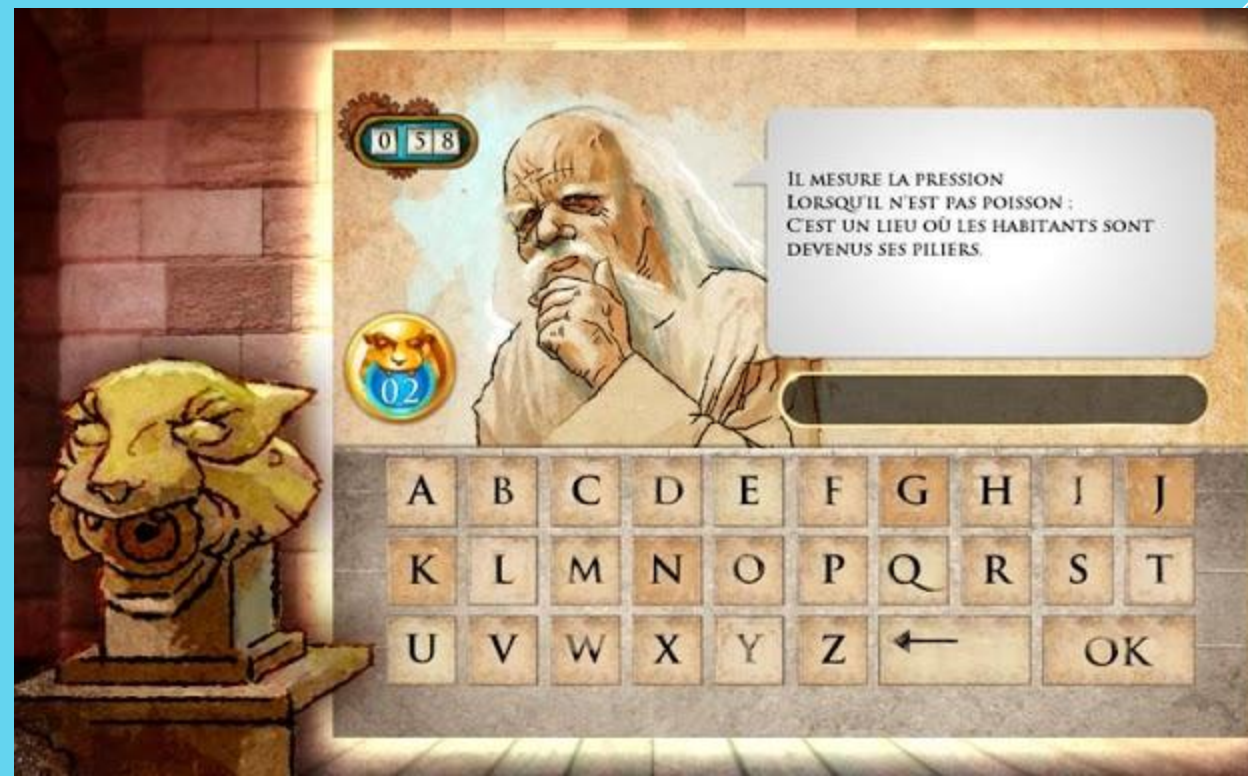 0 5 8
IL MESURE LA PRESSION
LORSQU'IL N'EST PAS POISSON ;
C'EST UN LIEU OÙ LES HABITANTS SONT
DEVENUS SES PILIERS.
02
A B C D E F G H I J
K L M N O P Q R S T
U V W X Y Z OK